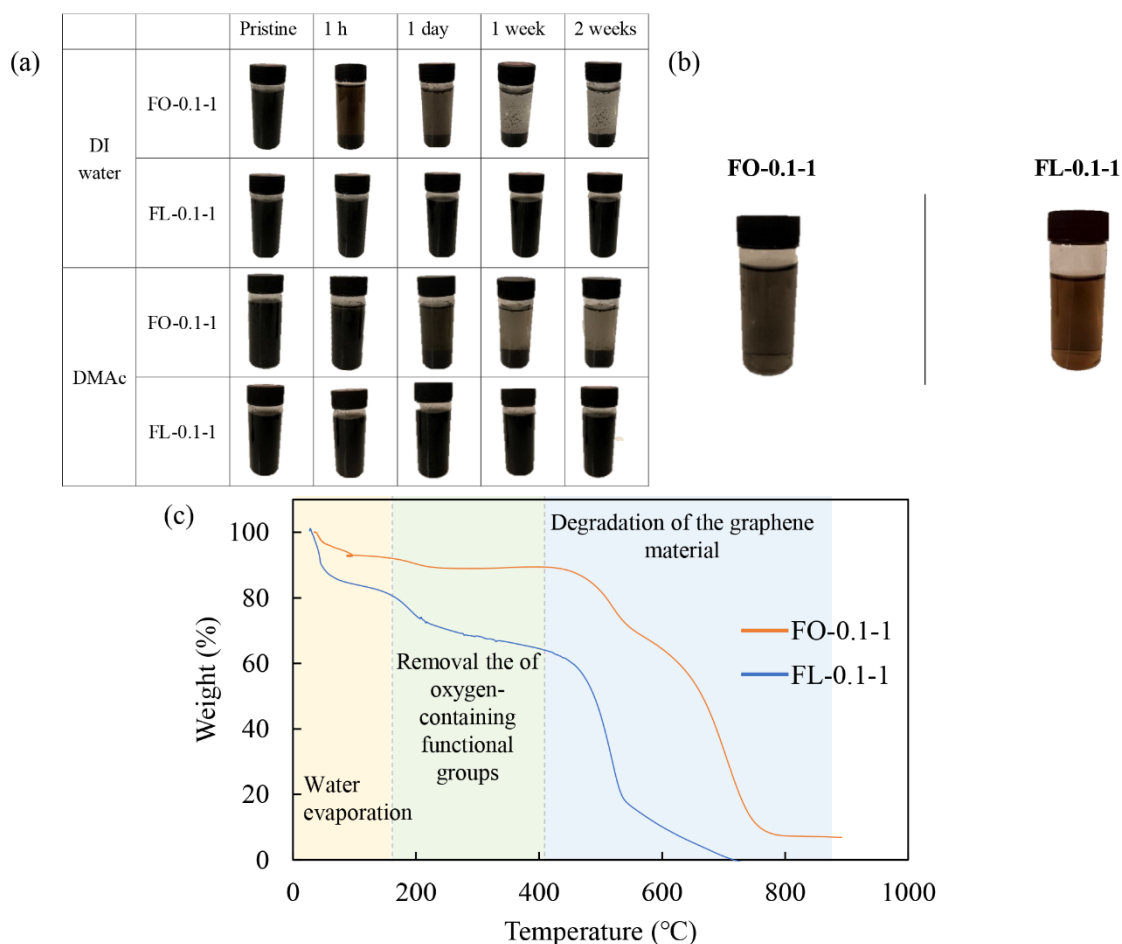 Pristine 1 h 1 day 1 week 2 weeks
(a)
(b)
FO-0.1-1
DI
water
FL-0.1-1
FO-0.1-1
DMAc
FL-0.1-1
FO-0.1-1 FL-0.1-1
(c)
Degradation of the graphene
material
FO-0.1-1
FL-0.1-1
Removal the of
oxygen-
containing
functional
groups
Water
evaporation
Weight (%)
100
80
60
40
20
0
0 200 400 600 800 1000
Temperature (℃)